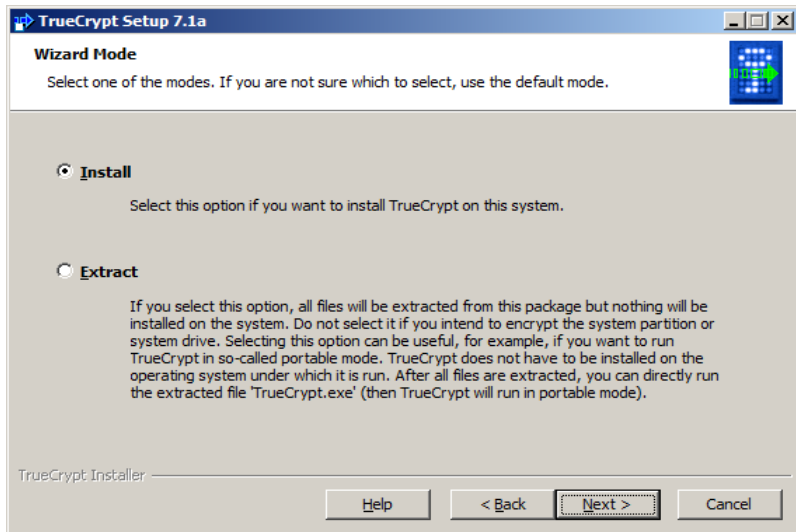 TrueCrypt Setup 7.1a
Wizard Mode
Select one of the modes. If you are not sure which to select, use the default mode.
Install
Select this option if you want to install TrueCrypt on this system.
Extract
If you select this option, all files will be extracted from this package but nothing will be
installed on the system. Do not select it if you intend to encrypt the system partition or
system drive. Selecting this option can be useful, for example, if you want to run
TrueCrypt in so-called portable mode. TrueCrypt does not have to be installed on the
operating system under which it is run. After all files are extracted, you can directly run
the extracted file 'TrueCrypt.exe' (then TrueCrypt will run in portable mode).
TrueCrypt Installer
Help < Back Next > Cancel